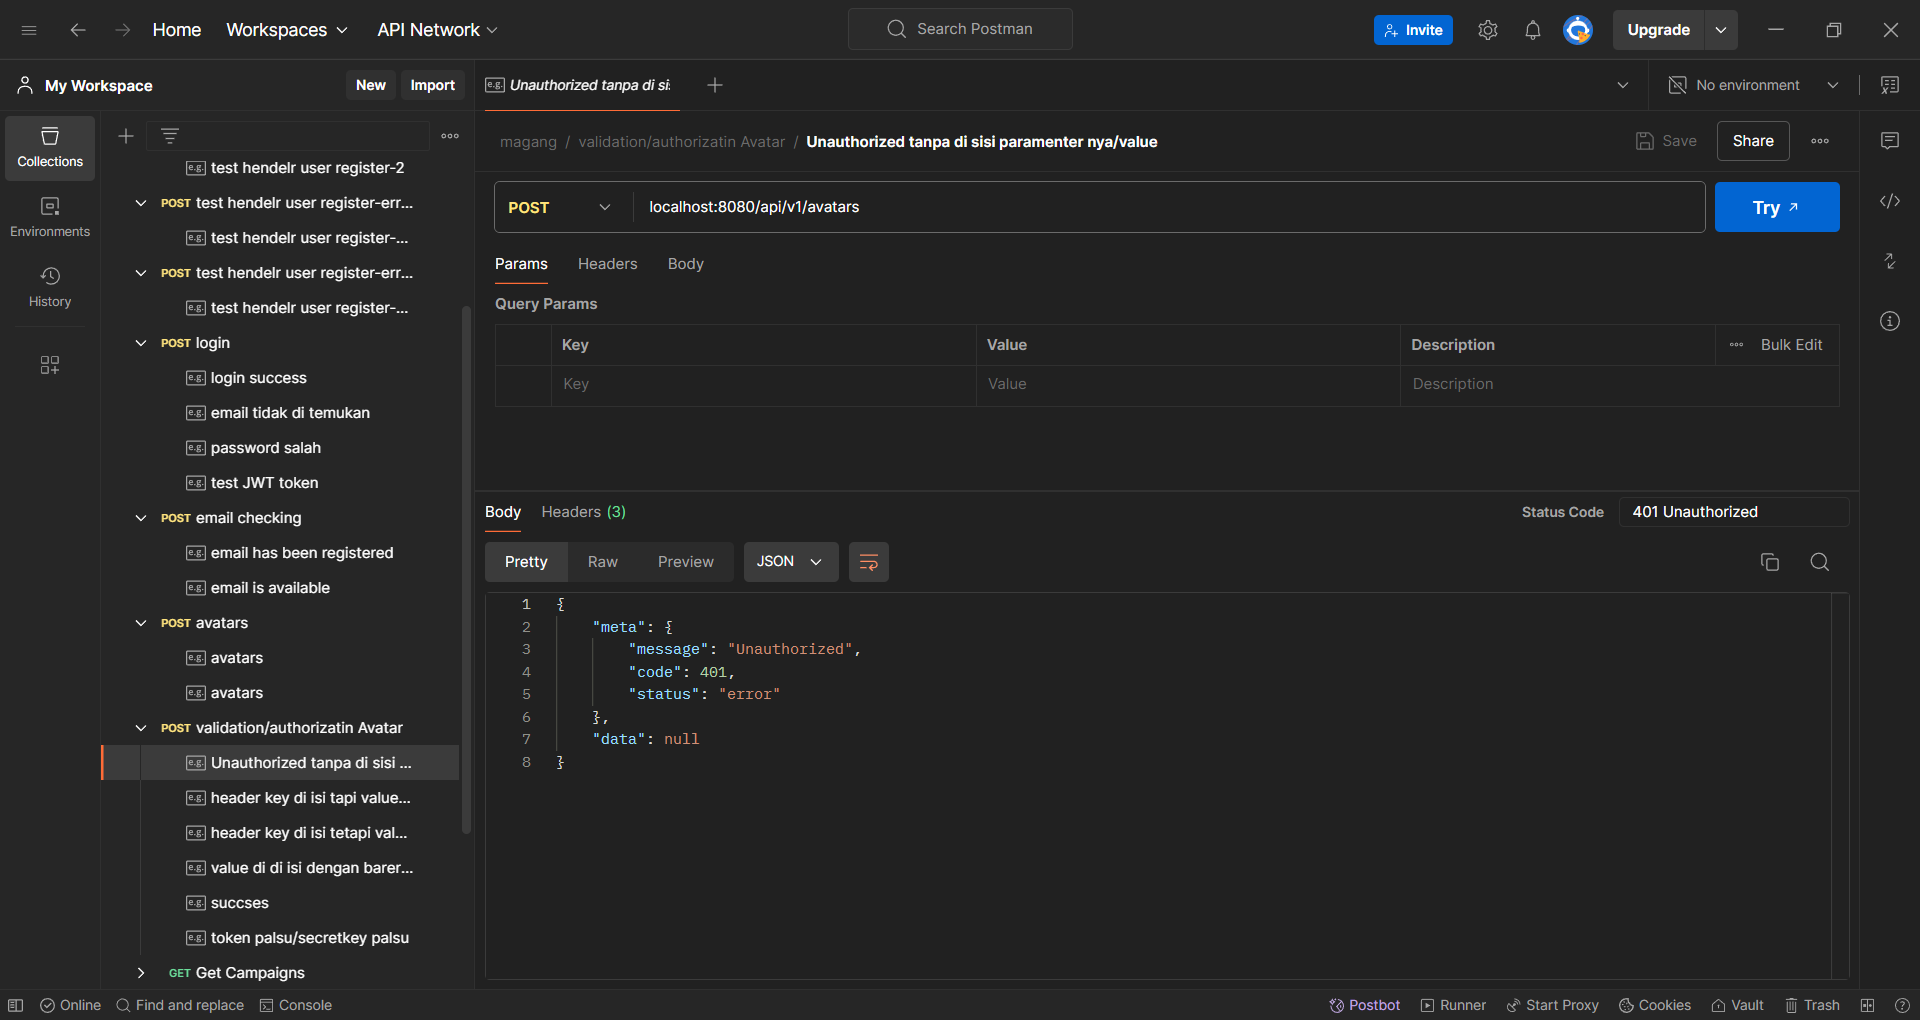 Home Workspaces API Network Search Postman Invite Upgrade
My Workspace New Import
e.g. Unauthorized tanpa di si
No environment
Collections
Environments
History
e.g. test hendelr user register-2
POST test hendelr user register-err...
e.g. test hendelr user register-...
POST test hendelr user register-err...
e.g. test hendelr user register-...
POST login
e.g. login success
e.g. email tidak di temukan
e.g. password salah
e.g. test JWT token
POST email checking
e.g. email has been registered
e.g. email is available
POST avatars
e.g. avatars
e.g. avatars
POST validation/authorizatin Avatar
e.g. Unauthorized tanpa di sisi ...
e.g. header key di isi tapi value...
e.g. header key di isi tetapi val...
e.g. value di di isi dengan barer...
e.g. succses
e.g. token palsu/secretkey palsu
GET Get Campaigns
magang / validation/authorizatin Avatar / Unauthorized tanpa di sisi paramenter nya/value
Save Share
POST localhost:8080/api/v1/avatars Try
Params Headers Body
Query Params
Key Value Description Bulk Edit
Key Value Description
Body Headers (3) Status Code 401 Unauthorized
Pretty Raw Preview JSON
1 {
2 "meta": {
3 "message": "Unauthorized",
4 "code": 401,
5 "status": "error"
6 },
7 "data": null
8 }
Online Find and replace Console Postbot Runner Start Proxy Cookies Vault Trash